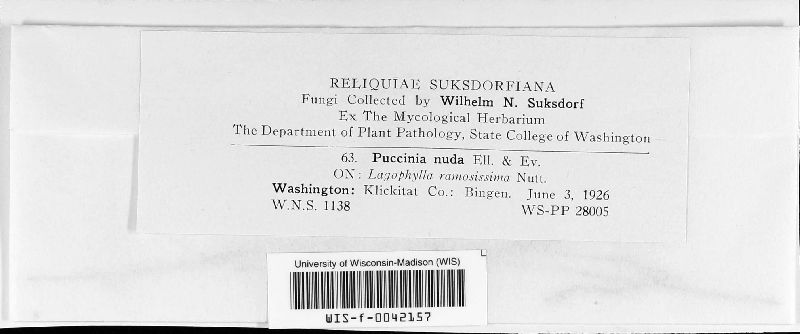 RELIQUIAE SUKSDORFIANA
Fungi Collected by Wilhelm N. Suksdorf
Ex The Mycological Herbarium
The Department of Plant Pathology, State College of Washington
63. Puccinia nuda Ell. & Ev.
ON: Lagophylla ramosissima Nutt.
Washington: Klickitat Co.: Bingen. June 3, 1926
W.N.S. 1138 WS-PP 28005
University of Wisconsin-Madison (WIS)
WIS-f-0042157